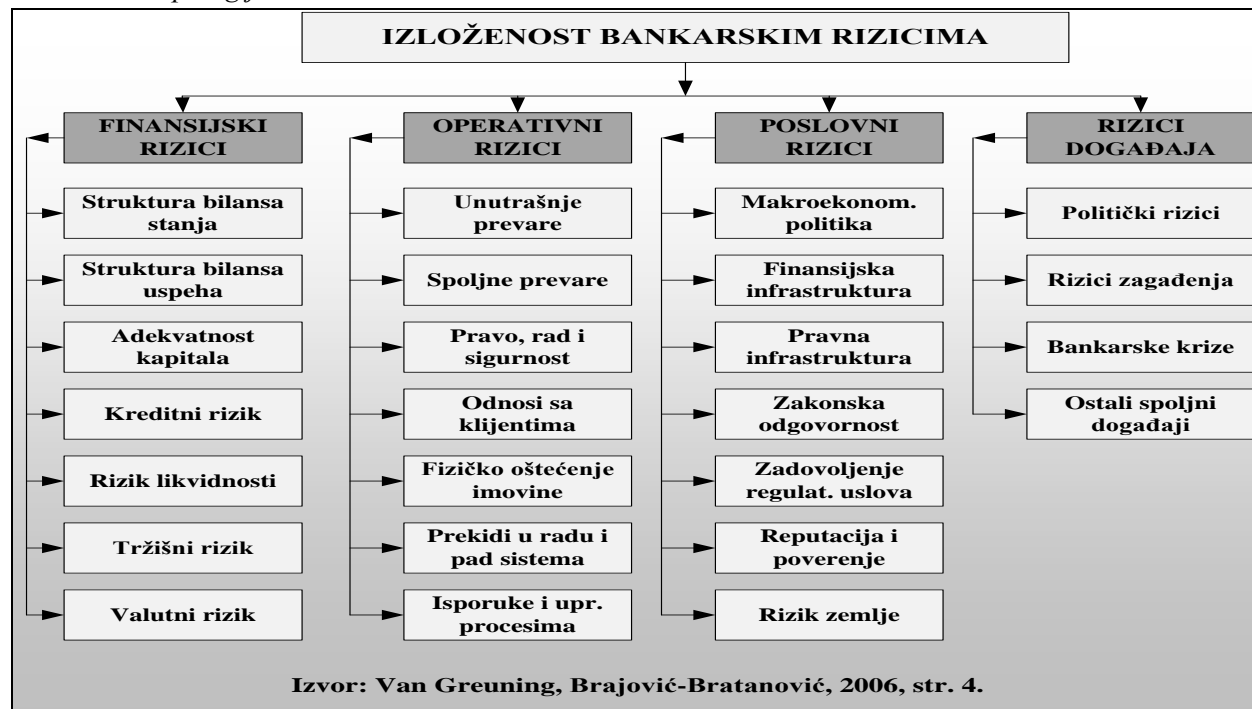 IZLOŽENOST BANKARSKIM RIZICIMA
FINANSIJSKI
RIZICI
Struktura bilansa
stanja
Struktura bilansa
uspeha
Adekvatnost
kapitala
Kreditni rizik
Rizik likvidnosti
Tržišni rizik
Valutni rizik
OPERATIVNI
RIZICI
Unutrašnje
prevare
Spoljne prevare
Pravo, rad i
sigurnost
Odnosi sa
klijentima
Fizičko oštećenje
imovine
Prekidi u radu i
pad sistema
Isporuke i upr.
procesima
POSLOVNI
RIZICI
Makroekonom.
politika
Finansijska
infrastruktura
Pravna
infrastruktura
Zakonska
odgovornost
Zadovoljenje
regulat. uslova
Reputacija i
poverenje
Rizik zemlje
RIZICI
DOGAĐAJA
Politički rizici
Rizici zagađenja
Bankarske krize
Ostali spoljni
događaji
Izvor: Van Greuning, Brajović-Bratanović, 2006, str. 4.